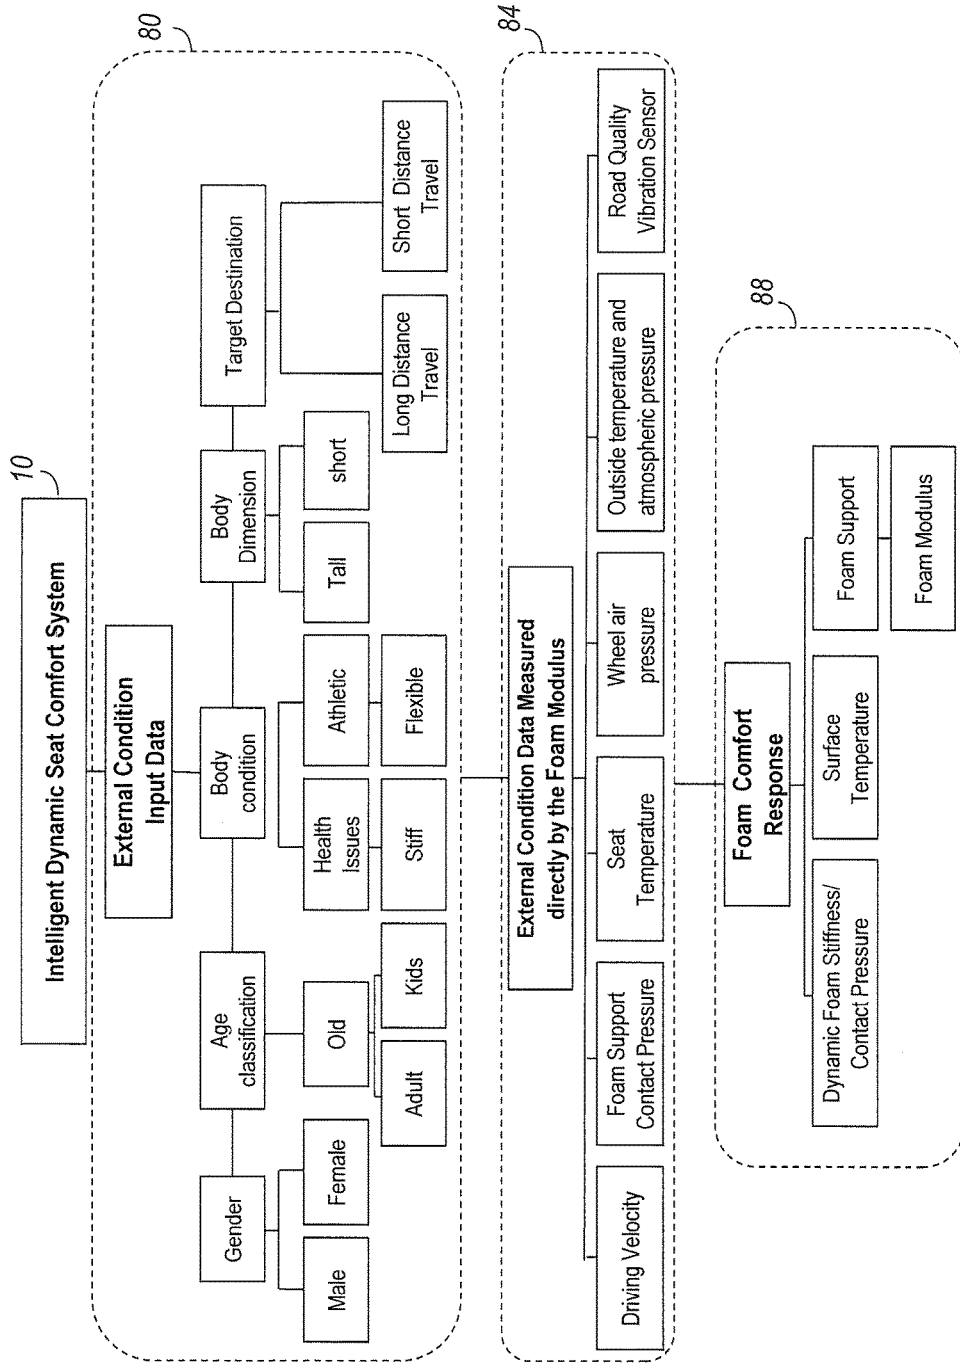 10
Intelligent Dynamic Seat Comfort System
80
External Condition
Input Data
Gender
Age
classification
Body
condition
Body
Dimension
Target Destination
Male
Female
Old
Health
Issues
Athletic
Tall
short
Adult
Kids
Stiff
Flexible
Long Distance
Travel
Short Distance
Travel
84
External Condition Data Measured
directly by the Foam Modulus
Driving Velocity
Foam Support
Contact Pressure
Seat
Temperature
Wheel air
pressure
Outside temperature and
atmospheric pressure
Road Quality
Vibration Sensor
88
Foam Comfort
Response
Dynamic Foam Stiffness/
Contact Pressure
Surface
Temperature
Foam Support
Foam Modulus